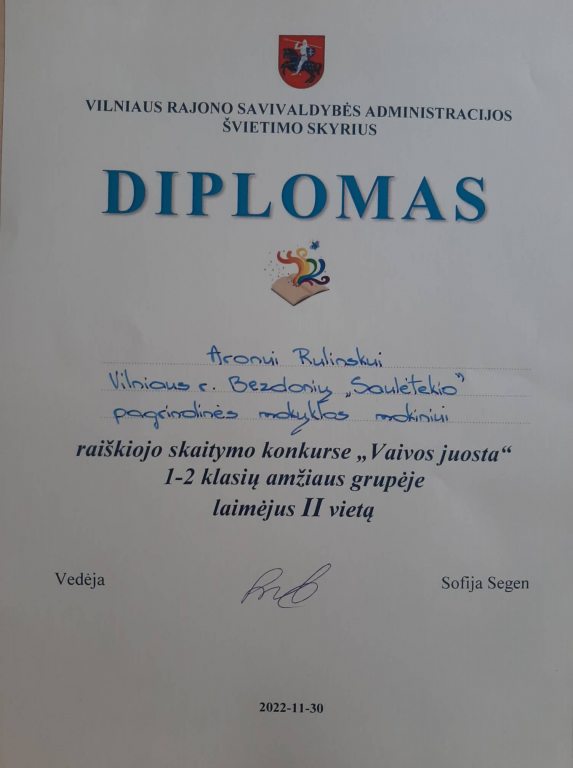 VILNIAUS RAJONO SAVIVALDYBĖS ADMINISTRACIJOS
ŠVIETIMO SKYRIUS
DIPLOMAS
Aronui Rulinskui
Vilniaus r. Bezdonių „Saulėtekio“
pagrindinės mokyklos mokiniui
raiškiojo skaitymo konkurse „Vaivos juosta“
1-2 klasių amžiaus grupėje
laimėjus II vietą
Vedėja
Sofija Segen
2022-11-30